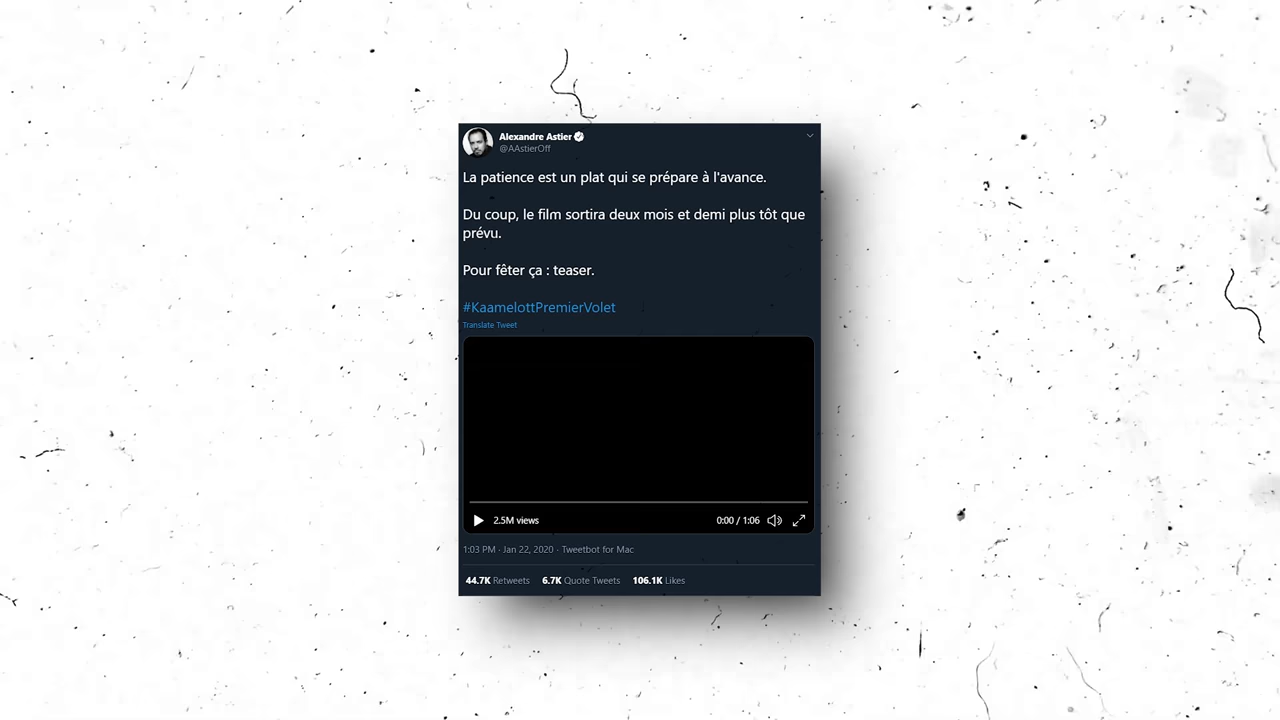 Alexandre Astier
@AAstierOff
La patience est un plat qui se prépare à l'avance.
Du coup, le film sortira deux mois et demi plus tôt que
prévu.
Pour fêter ça : teaser.
#KaamelottPremierVolet
Translate Tweet
2.5M views
0:00 / 1:06
1:03 PM · Jan 22, 2020 · Tweetbot for Mac
44.7K Retweets 6.7K Quote Tweets 106.1K Likes